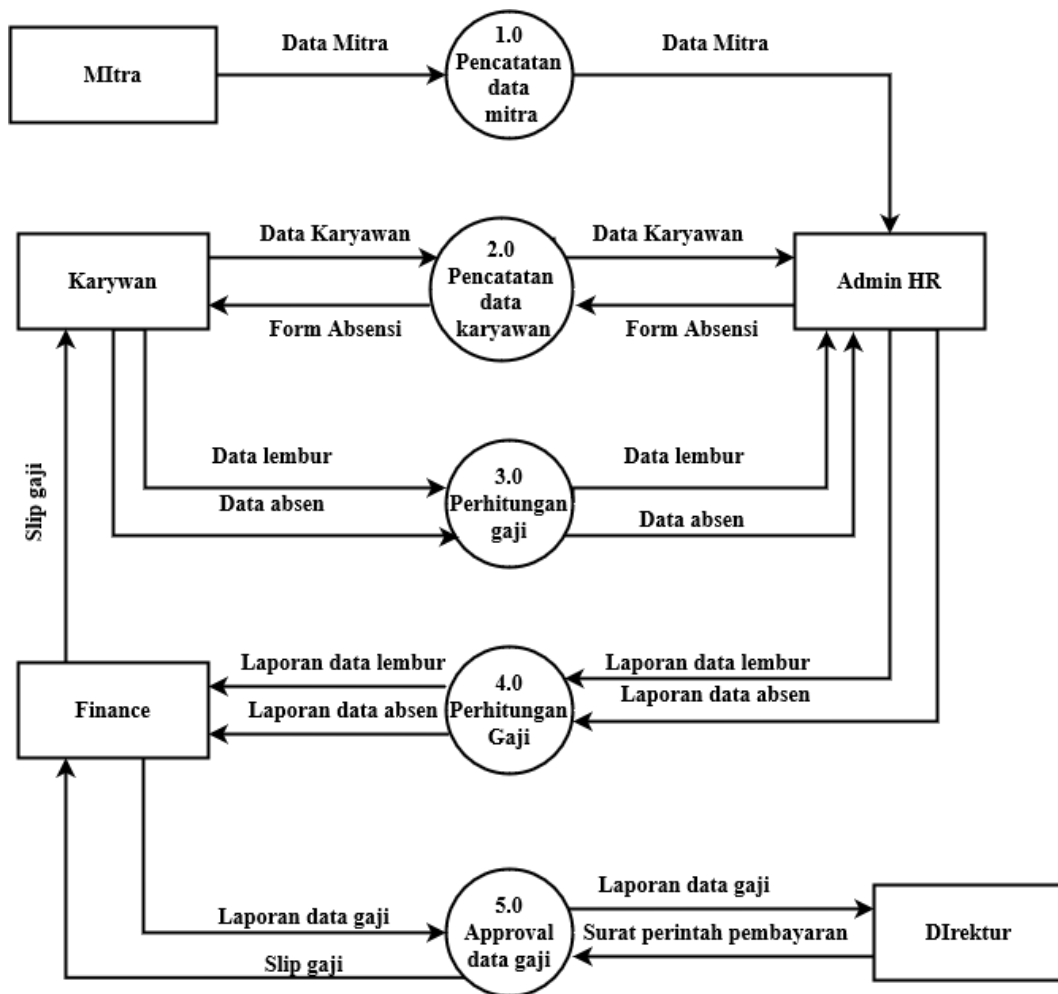 Data Mitra
1.0
Pencatatan
data
mitra
Data Mitra
MItra
Data Karyawan
2.0
Pencatatan
data
karyawan
Data Karyawan
Karywan
Admin HR
Form Absensi
Form Absensi
Data lembur
3.0
Perhitungan
gaji
Data lembur
Data absen
Data absen
Slip gaji
Laporan data lembur
4.0
Perhitungan
Gaji
Laporan data lembur
Laporan data absen
Laporan data absen
Finance
Laporan data gaji
5.0
Approval
data gaji
Laporan data gaji
Surat perintah pembayaran
DIrektur
Slip gaji